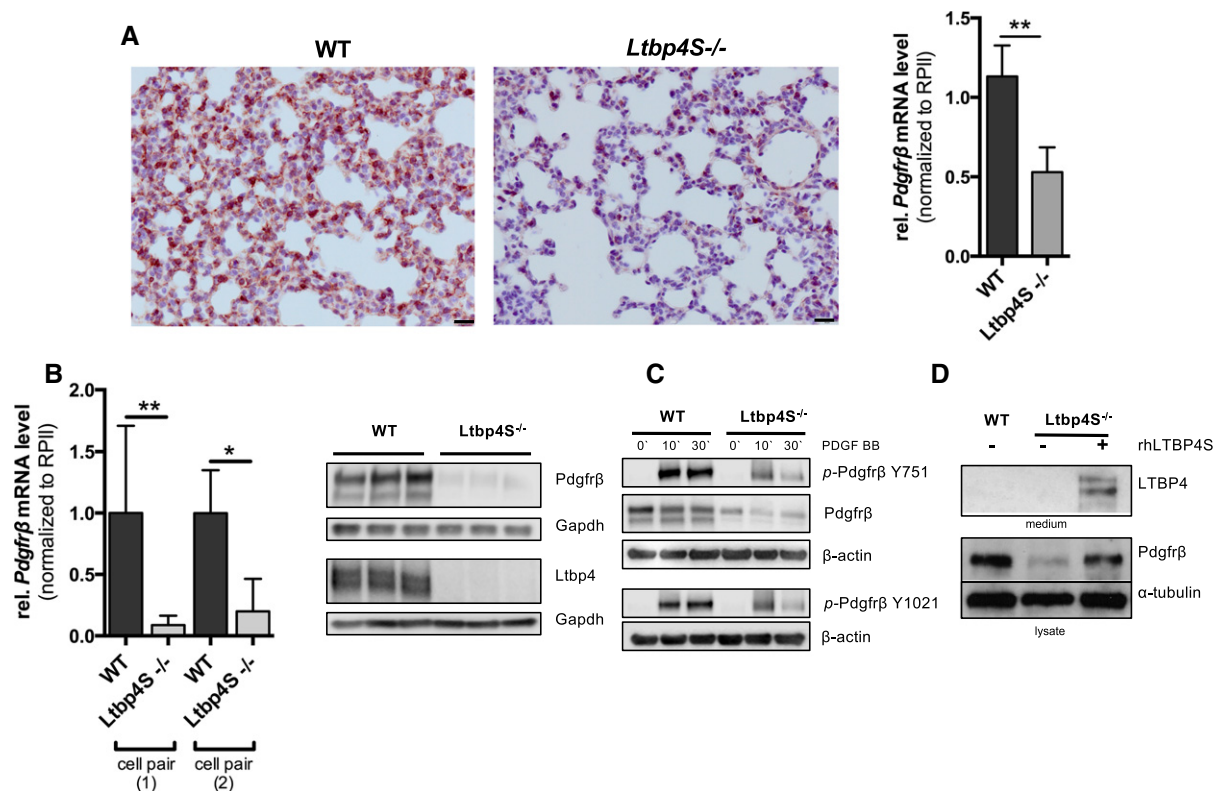 A
WT
Ltbp4S-/-
rel. Pdgfrβ mRNA level
(normalized to RPII)
1.5
1.0
0.5
0.0
**
WT
Ltbp4S -/-
B
rel. Pdgfrβ mRNA level
(normalized to RPII)
2.0
1.5
1.0
0.5
0.0
**
*
WT
Ltbp4S -/-
WT
Ltbp4S -/-
cell pair
(1)
cell pair
(2)
WT
Ltbp4S-/-
Pdgfrβ
Gapdh
Ltbp4
Gapdh
C
WT
Ltbp4S-/-
0` 10` 30` 0` 10` 30` PDGF BB
p-Pdgfrβ Y751
Pdgfrβ
β-actin
p-Pdgfrβ Y1021
β-actin
D
WT
Ltbp4S-/-
- - + rhLTBP4S
LTBP4
medium
Pdgfrβ
α-tubulin
lysate